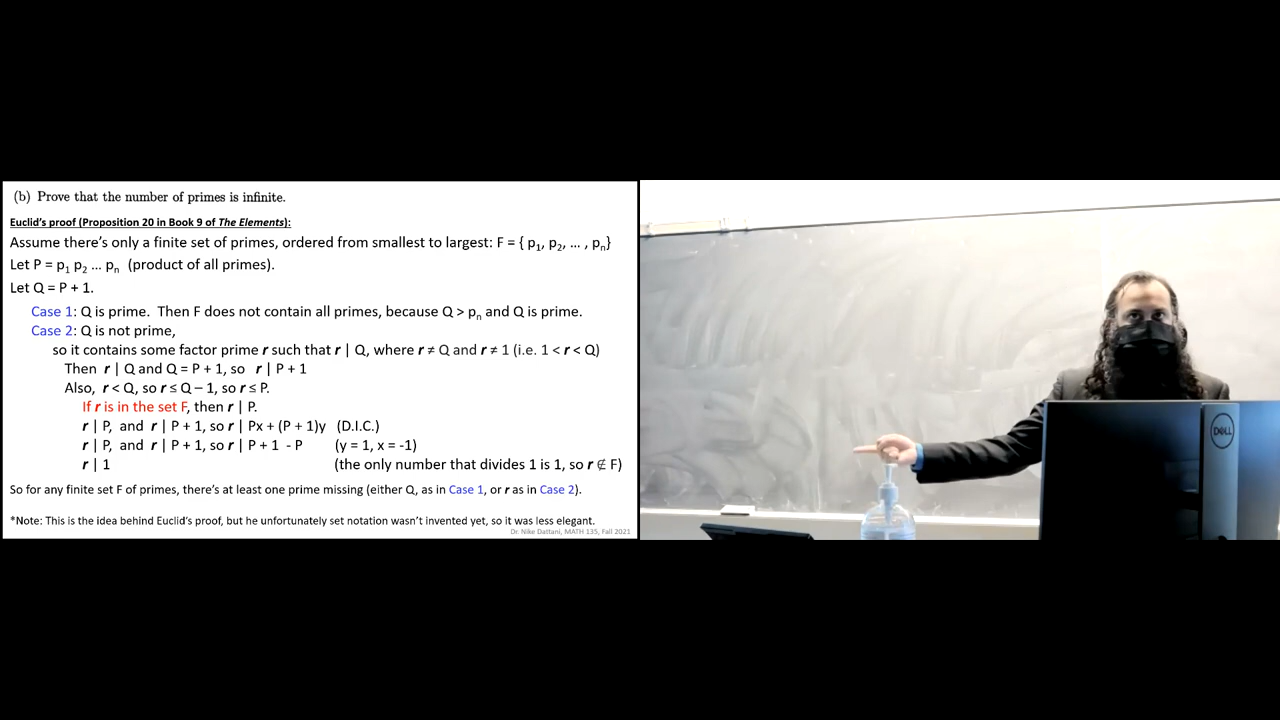 (b) Prove that the number of primes is infinite.
Euclid's proof (Proposition 20 in Book 9 of The Elements):
Assume there's only a finite set of primes, ordered from smallest to largest: F = { p₁, p₂, … , pₙ}
Let P = p₁ p₂ … pₙ (product of all primes).
Let Q = P + 1.
Case 1: Q is prime. Then F does not contain all primes, because Q > pₙ and Q is prime.
Case 2: Q is not prime,
so it contains some factor prime r such that r | Q, where r ≠ Q and r ≠ 1 (i.e. 1 < r < Q)
Then r | Q and Q = P + 1, so r | P + 1
Also, r < Q, so r ≤ Q – 1, so r ≤ P.
If r is in the set F, then r | P.
r | P, and r | P + 1, so r | Px + (P + 1)y (D.I.C.)
r | P, and r | P + 1, so r | P + 1 - P (y = 1, x = -1)
r | 1 (the only number that divides 1 is 1, so r ∉ F)
So for any finite set F of primes, there's at least one prime missing (either Q, as in Case 1, or r as in Case 2).
*Note: This is the idea behind Euclid's proof, but he unfortunately set notation wasn't invented yet, so it was less elegant.
Dr. Nike Dattani, MATH 135, Fall 2021
DELL